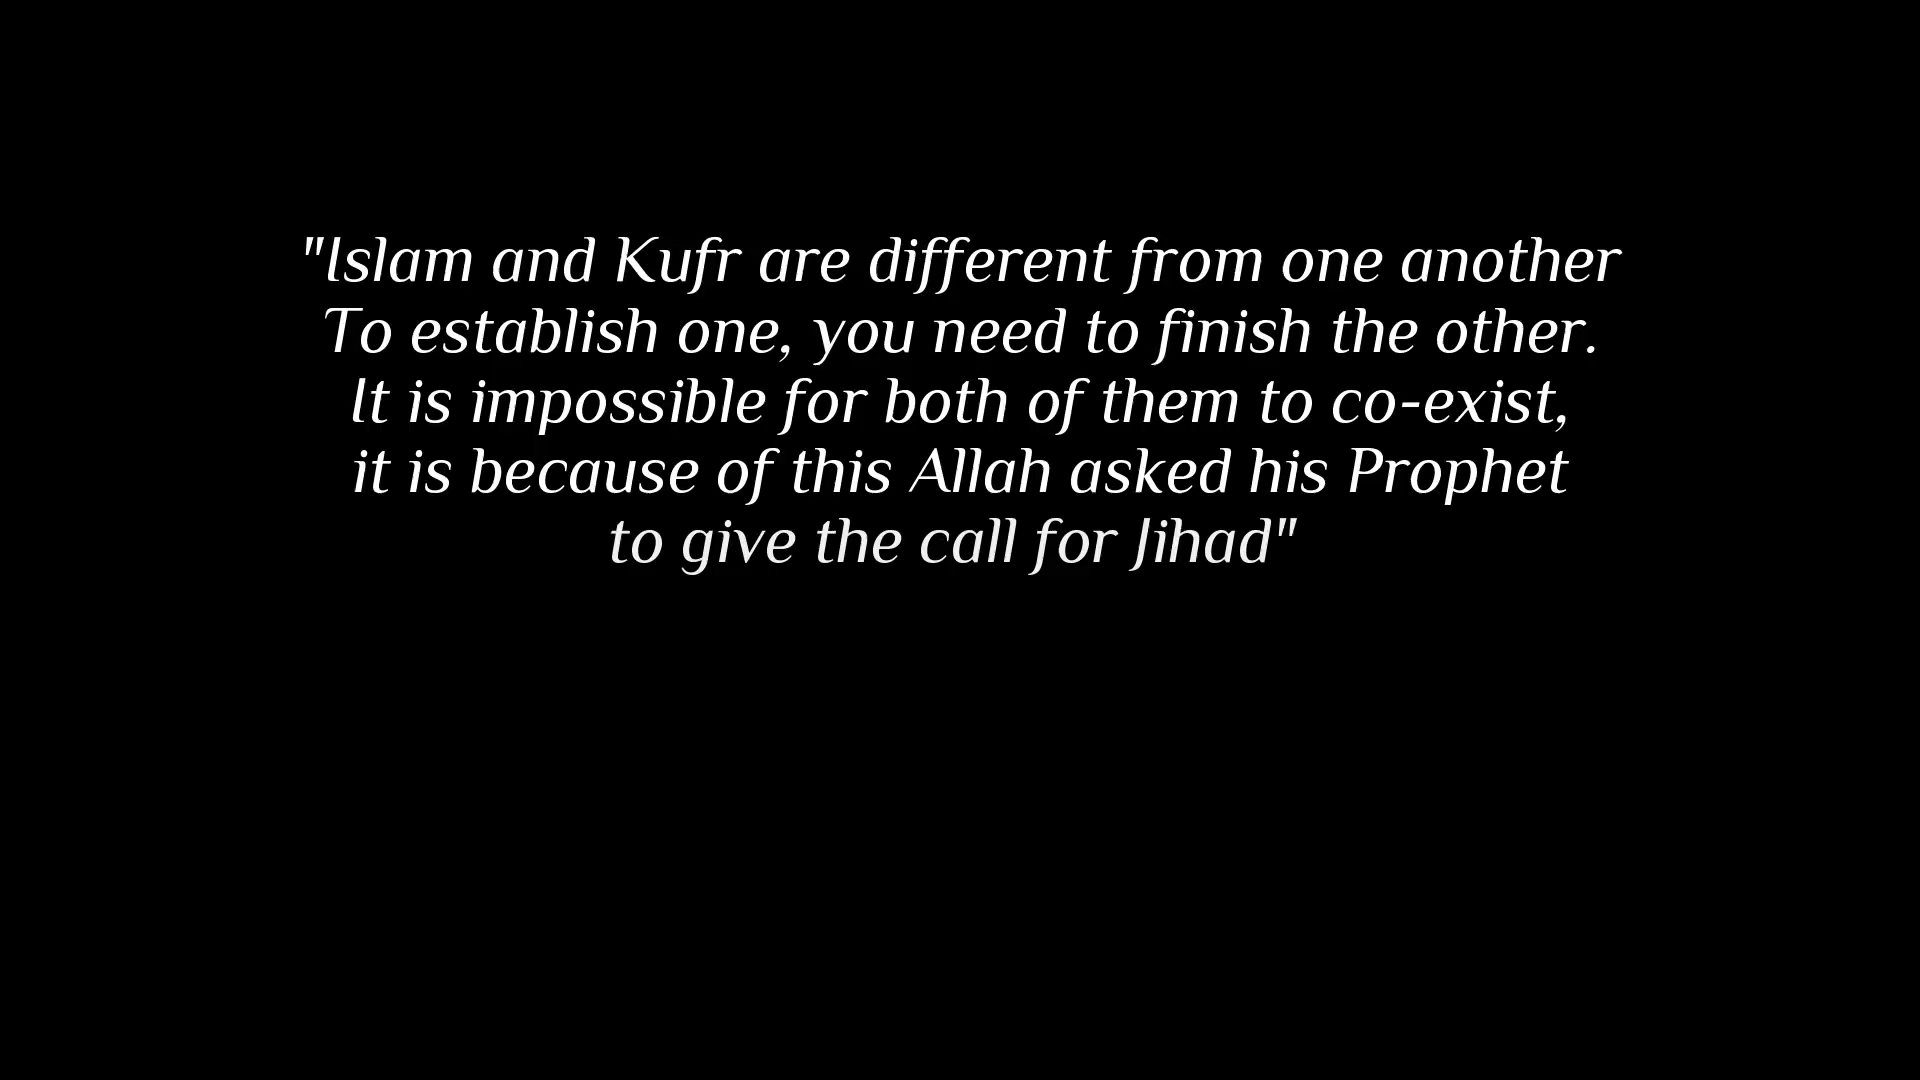 "Islam and Kufr are different from one another
To establish one, you need to finish the other.
It is impossible for both of them to co-exist,
it is because of this Allah asked his Prophet
to give the call for Jihad"